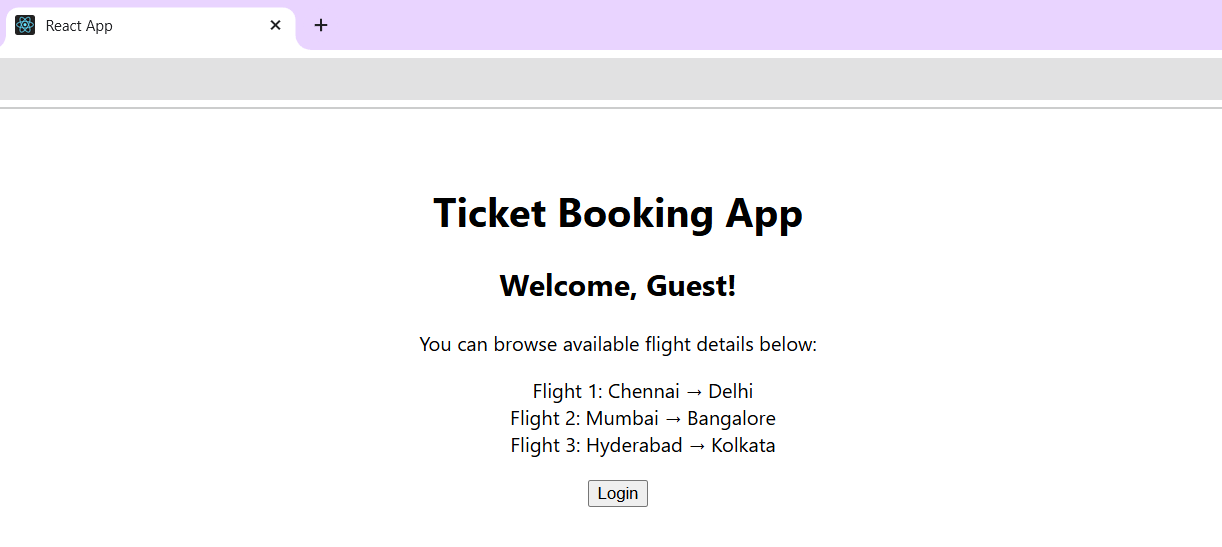 React App
Ticket Booking App
Welcome, Guest!
You can browse available flight details below:
Flight 1: Chennai → Delhi
Flight 2: Mumbai → Bangalore
Flight 3: Hyderabad → Kolkata
Login